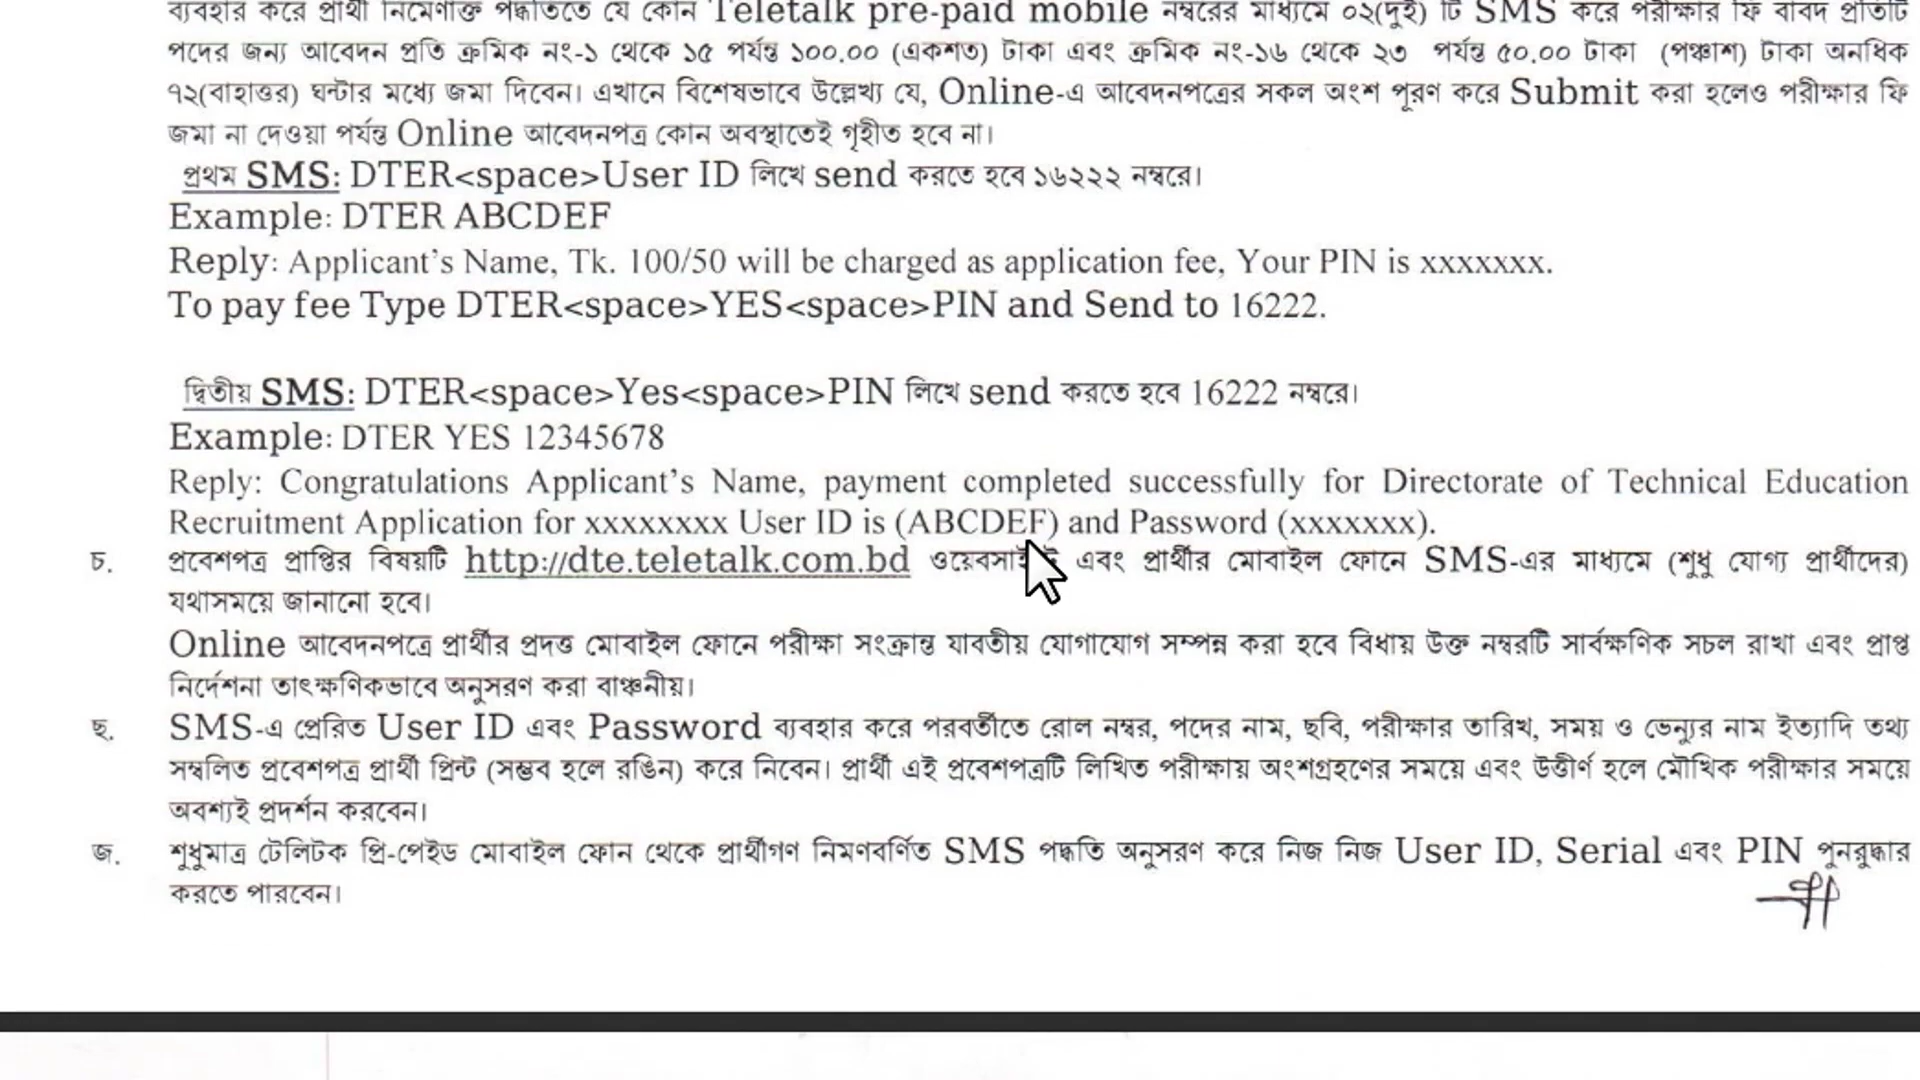 ব্যবহার করে প্রার্থী নিমেণাক্ত পদ্ধতিতে যে কোন Teletalk pre-paid mobile নম্বরের মাধ্যমে ০২(দুই) টি SMS করে পরীক্ষার ফি বাবদ প্রতিটি
পদের জন্য আবেদন প্রতি ক্রমিক নং-১ থেকে ১৫ পর্যন্ত ১০০.০০ (একশত) টাকা এবং ক্রমিক নং-১৬ থেকে ২৩ পর্যন্ত ৫০.০০ টাকা (পঞ্চাশ) টাকা অনধিক
৭২(বাহাত্তর) ঘন্টার মধ্যে জমা দিবেন। এখানে বিশেষভাবে উল্লেখ্য যে, Online-এ আবেদনপত্রের সকল অংশ পূরণ করে Submit করা হলেও পরীক্ষার ফি
জমা না দেওয়া পর্যন্ত Online আবেদনপত্র কোন অবস্থাতেই গৃহীত হবে না।
প্রথম SMS: DTER<space>User ID লিখে send করতে হবে ১৬২২২ নম্বরে।
Example: DTER ABCDEF
Reply: Applicant's Name, Tk. 100/50 will be charged as application fee, Your PIN is xxxxxxx.
To pay fee Type DTER<space>YES<space>PIN and Send to 16222.
দ্বিতীয় SMS: DTER<space>Yes<space>PIN লিখে send করতে হবে 16222 নম্বরে।
Example: DTER YES 12345678
Reply: Congratulations Applicant's Name, payment completed successfully for Directorate of Technical Education
Recruitment Application for xxxxxxxx User ID is (ABCDEF) and Password (xxxxxxx).
চ. প্রবেশপত্র প্রাপ্তির বিষয়টি http://dte.teletalk.com.bd এবং প্রার্থীর মোবাইল ফোনে SMS-এর মাধ্যমে (শুধু যোগ্য প্রার্থীদের)
যথাসময়ে জানানো হবে।
Online আবেদনপত্রে প্রার্থীর প্রদত্ত মোবাইল ফোনে পরীক্ষা সংক্রান্ত যাবতীয় যোগাযোগ সম্পন্ন করা হবে বিধায় উক্ত নম্বরটি সার্বক্ষণিক সচল রাখা এবং প্রাপ্ত
নির্দেশনা তাৎক্ষণিকভাবে অনুসরণ করা বাঞ্চনীয়।
ছ. SMS-এ প্রেরিত User ID এবং Password ব্যবহার করে পরবর্তীতে রোল নম্বর, পদের নাম, ছবি, পরীক্ষার তারিখ, সময় ও ভেন্যুর নাম ইত্যাদি তথ্য
সম্বলিত প্রবেশপত্র প্রার্থী প্রিন্ট (সম্ভব হলে রঙিন) করে নিবেন। প্রার্থী এই প্রবেশপত্রটি লিখিত পরীক্ষায় অংশগ্রহণের সময়ে এবং উত্তীর্ণ হলে মৌখিক পরীক্ষার সময়ে
অবশ্যই প্রদর্শন করবেন।
জ. শুধুমাত্র টেলিটক প্রি-পেইড মোবাইল ফোন থেকে প্রার্থীগণ নিমণবর্ণিত SMS পদ্ধতি অনুসরণ করে নিজ নিজ User ID, Serial এবং PIN পুনরুদ্ধার
করতে পারবেন।